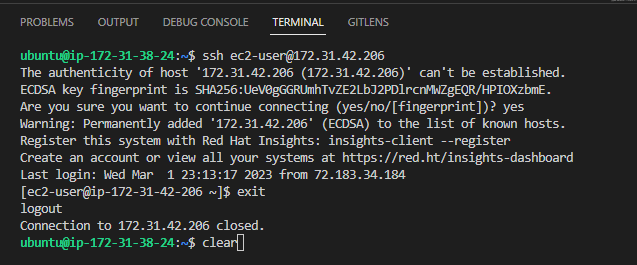 PROBLEMS OUTPUT DEBUG CONSOLE TERMINAL GITLENS
ubuntu@ip-172-31-38-24:~$ ssh ec2-user@172.31.42.206
The authenticity of host '172.31.42.206 (172.31.42.206)' can't be established.
ECDSA key fingerprint is SHA256:UeV0gGGRUmhTvZE2LbJ2PDlrcnMWZgEQR/HPIOXzbmE.
Are you sure you want to continue connecting (yes/no/[fingerprint])? yes
Warning: Permanently added '172.31.42.206' (ECDSA) to the list of known hosts.
Register this system with Red Hat Insights: insights-client --register
Create an account or view all your systems at https://red.ht/insights-dashboard
Last login: Wed Mar  1 23:13:17 2023 from 72.183.34.184
[ec2-user@ip-172-31-42-206 ~]$ exit
logout
Connection to 172.31.42.206 closed.
ubuntu@ip-172-31-38-24:~$ clear